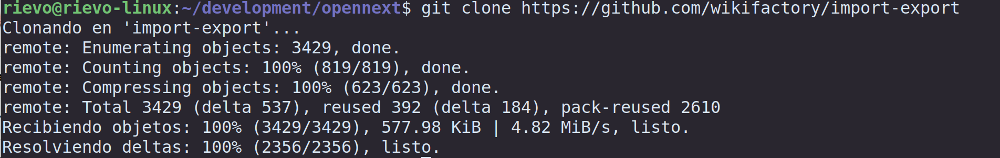 rievo@rievo-linux:~/development/opennext$ git clone https://github.com/wikifactory/import-export
Clonando en 'import-export'...
remote: Enumerating objects: 3429, done.
remote: Counting objects: 100% (819/819), done.
remote: Compressing objects: 100% (623/623), done.
remote: Total 3429 (delta 537), reused 392 (delta 184), pack-reused 2610
Recibiendo objetos: 100% (3429/3429), 577.98 KiB | 4.82 MiB/s, listo.
Resolviendo deltas: 100% (2356/2356), listo.